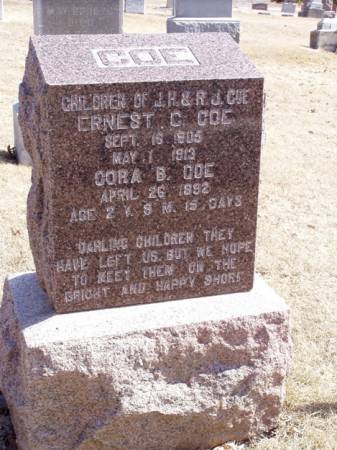 COE
CHILDREN OF J.H. & R.J. COE
ERNEST C. COE
SEPT. 16 1905
MAY 1 1913
CORA B. COE
APRIL 26 1892
AGE 2 Y. 9 M. 15 DAYS
DARLING CHILDREN THEY
HAVE LEFT US, BUT WE HOPE
TO MEET THEM ON THE
BRIGHT AND HAPPY SHORE